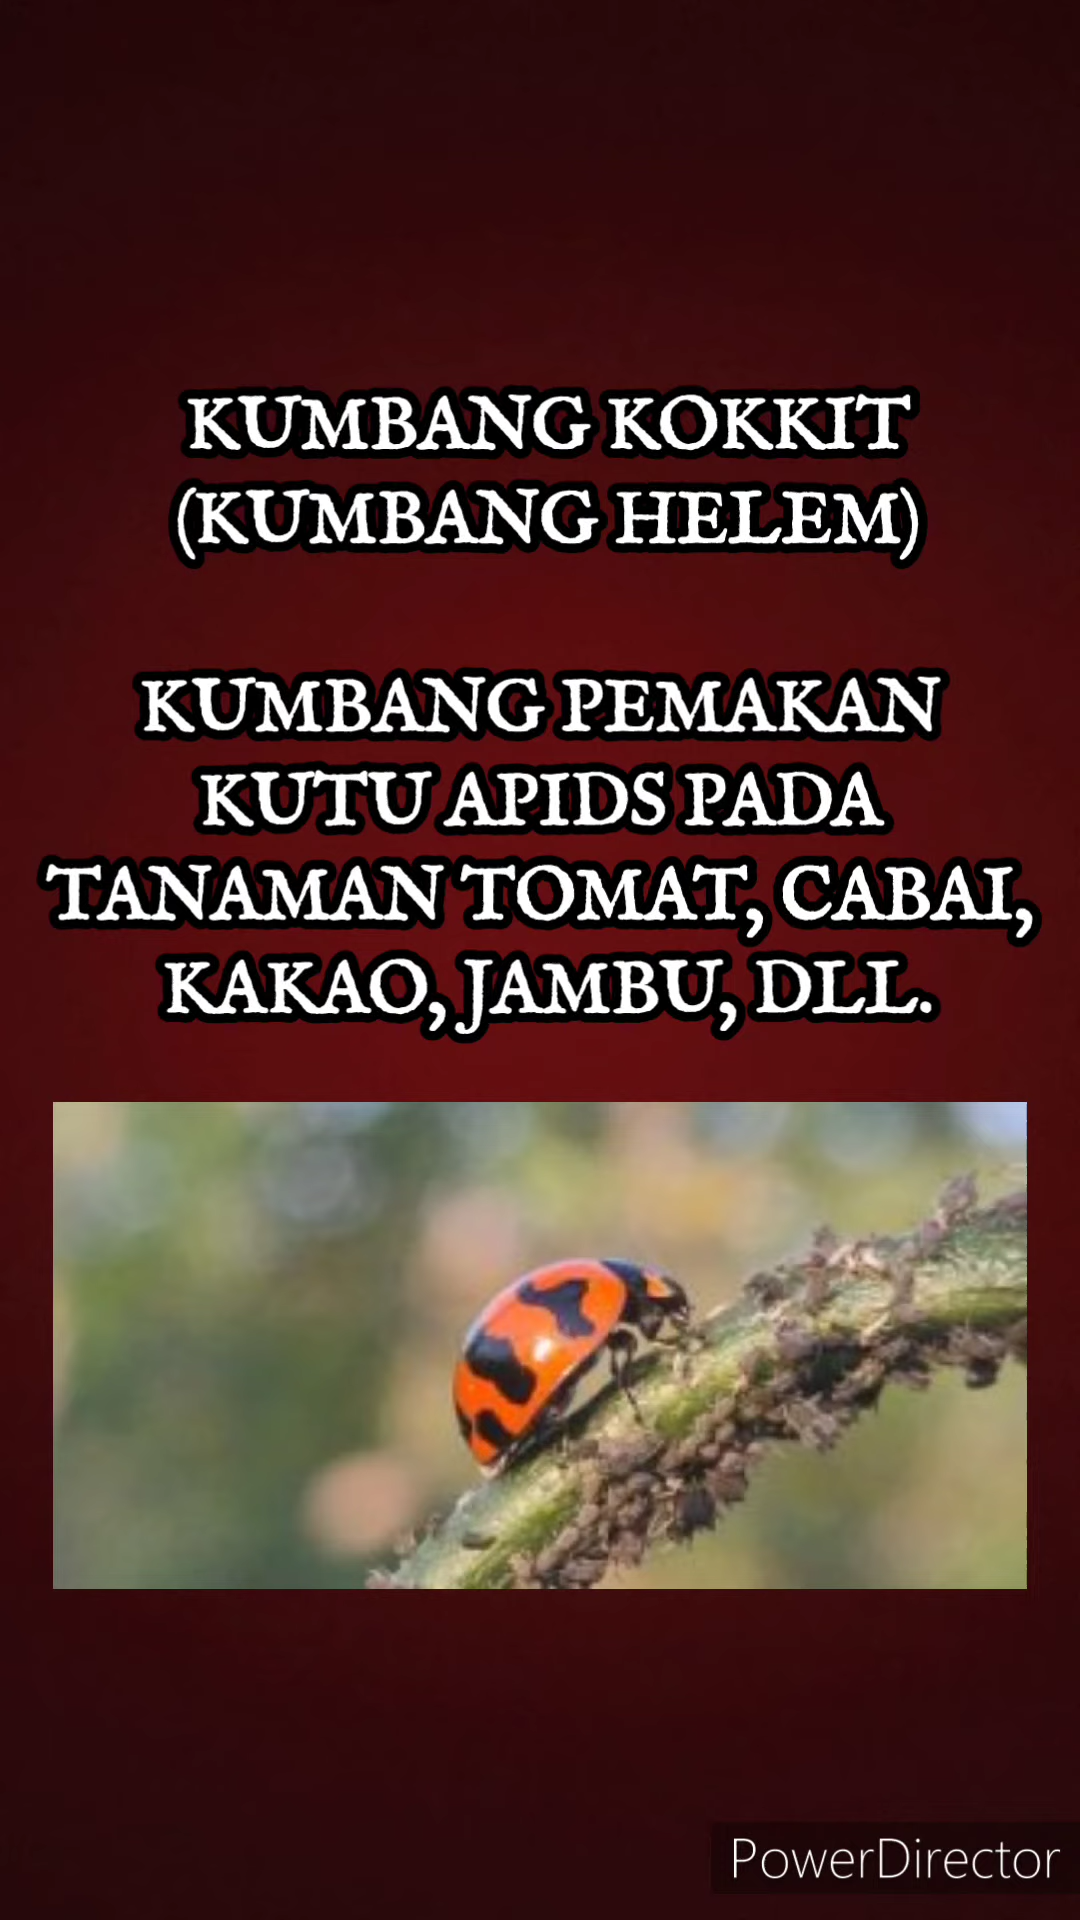 KUMBANG KOKKIT
(KUMBANG HELEM)
KUMBANG PEMAKAN
KUTU APIDS PADA
TANAMAN TOMAT, CABAI,
KAKAO, JAMBU, DLL.
PowerDirector